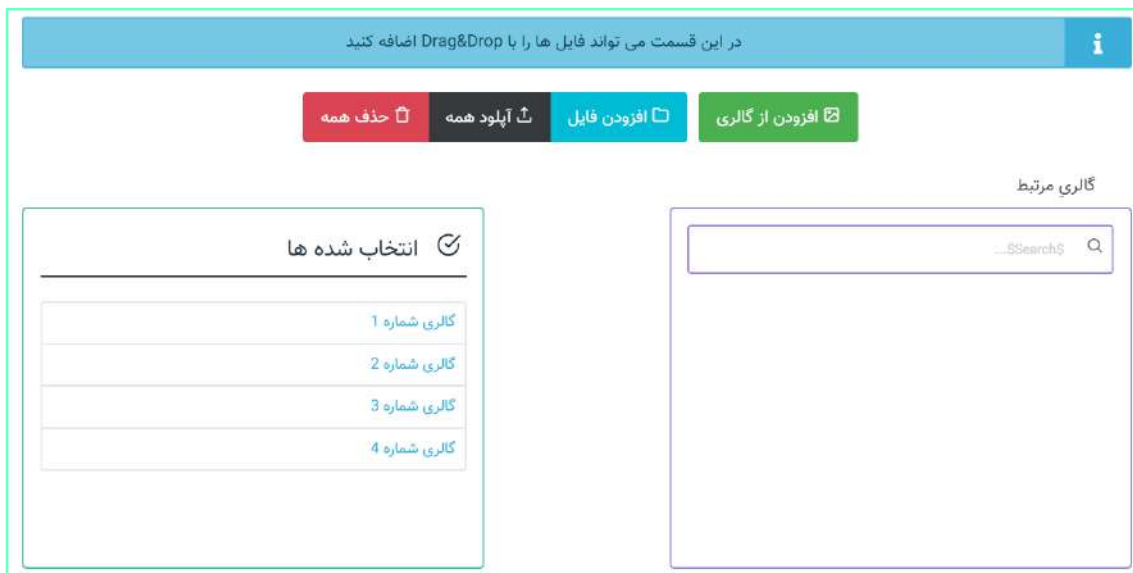 در این قسمت می تواند فایل ها را با Drag&Drop اضافه کنید
افزودن از گالری
افزودن فایل
آپلود همه
حذف همه
گالري مرتبط
$Search$...
انتخاب شده ها
گالری شماره 1
گالری شماره 2
گالری شماره 3
گالری شماره 4